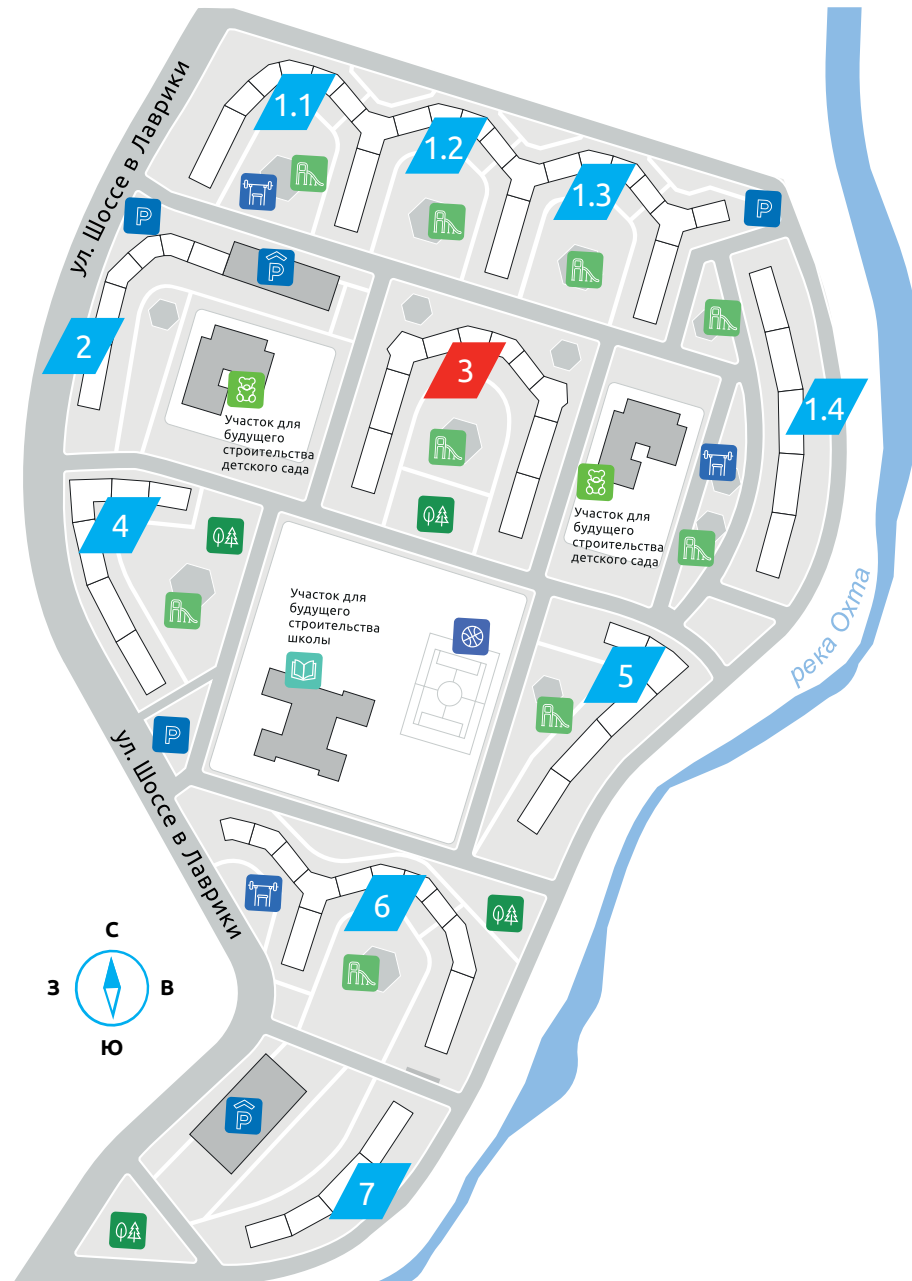 ул. Шоссе в Лаврики
1.1
1.2
1.3
P
P
P
2
3
1.4
Участок для
будущего
строительства
детского сада
4
Участок для
будущего
строительства
детского сада
Участок для
будущего
строительства
школы
река Охта
5
P
ул. Шоссе в Лаврики
6
С
З
В
Ю
P
7